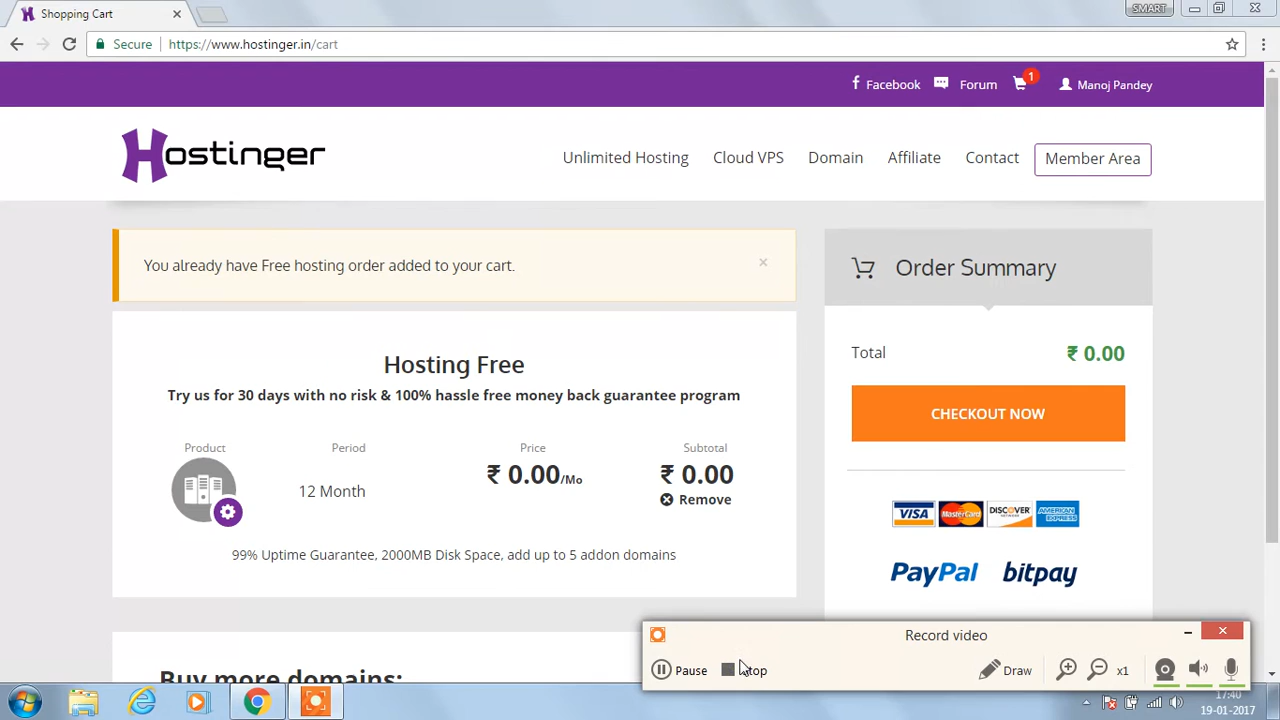 Shopping Cart
SMART
Secure https://www.hostinger.in/cart
Facebook Forum 1 Manoj Pandey
Hostinger
Unlimited Hosting Cloud VPS Domain Affiliate Contact Member Area
You already have Free hosting order added to your cart. ×
Order Summary
Total ₹ 0.00
CHECKOUT NOW
Hosting Free
Try us for 30 days with no risk & 100% hassle free money back guarantee program
Product Period Price Subtotal
12 Month ₹ 0.00/Mo ₹ 0.00
Remove
99% Uptime Guarantee, 2000MB Disk Space, add up to 5 addon domains
VISA MasterCard DISCOVER AMERICAN EXPRESS
PayPal bitpay
Buy more domains:
Record video
Pause Stop Draw x1
17:40
19-01-2017